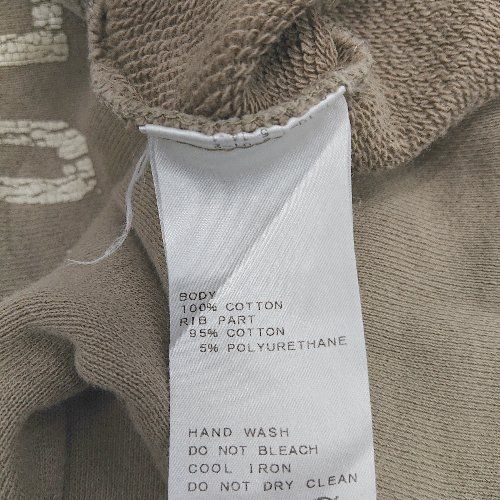 BODY
100% COTTON
RIB PART
95% COTTON
5% POLYURETHANE
HAND WASH
DO NOT BLEACH
COOL IRON
DO NOT DRY CLEAN